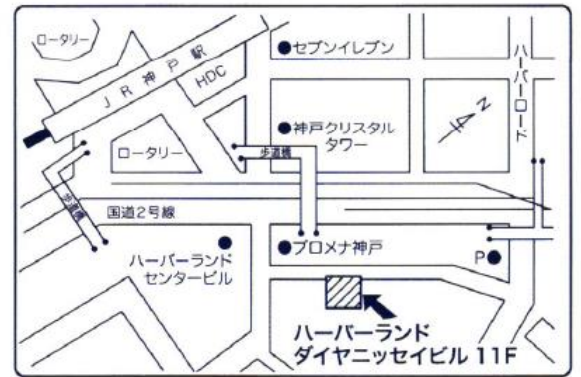 ロータリー
JR神戸駅
HDC
セブンイレブン
ハーバーロード
神戸クリスタル
タワー
N
ロータリー
歩道橋
歩道橋
国道2号線
ハーバーランド
センタービル
プロメナ神戸
P
ハーバーランド
ダイヤニッセイビル 11F